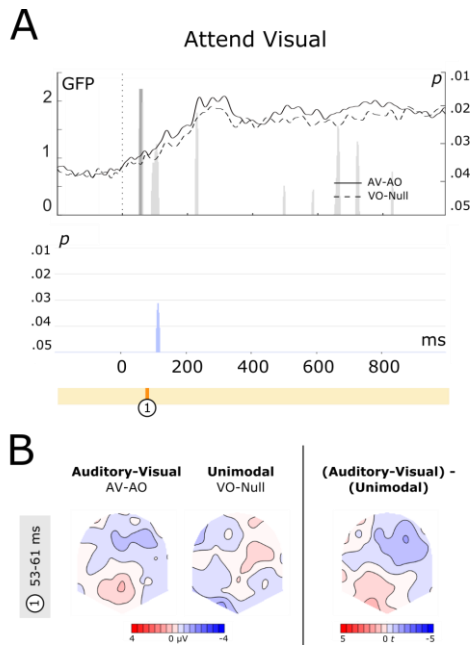 A
Attend Visual
GFP
p
2
1
0
.01
.02
.03
.04
.05
AV-AO
VO-Null
p
.01
.02
.03
.04
.05
ms
0 200 400 600 800
1
B
Auditory-Visual
AV-AO
Unimodal
VO-Null
(Auditory-Visual) -
(Unimodal)
1 53-61 ms
4 0 µV -4
5 0 t -5